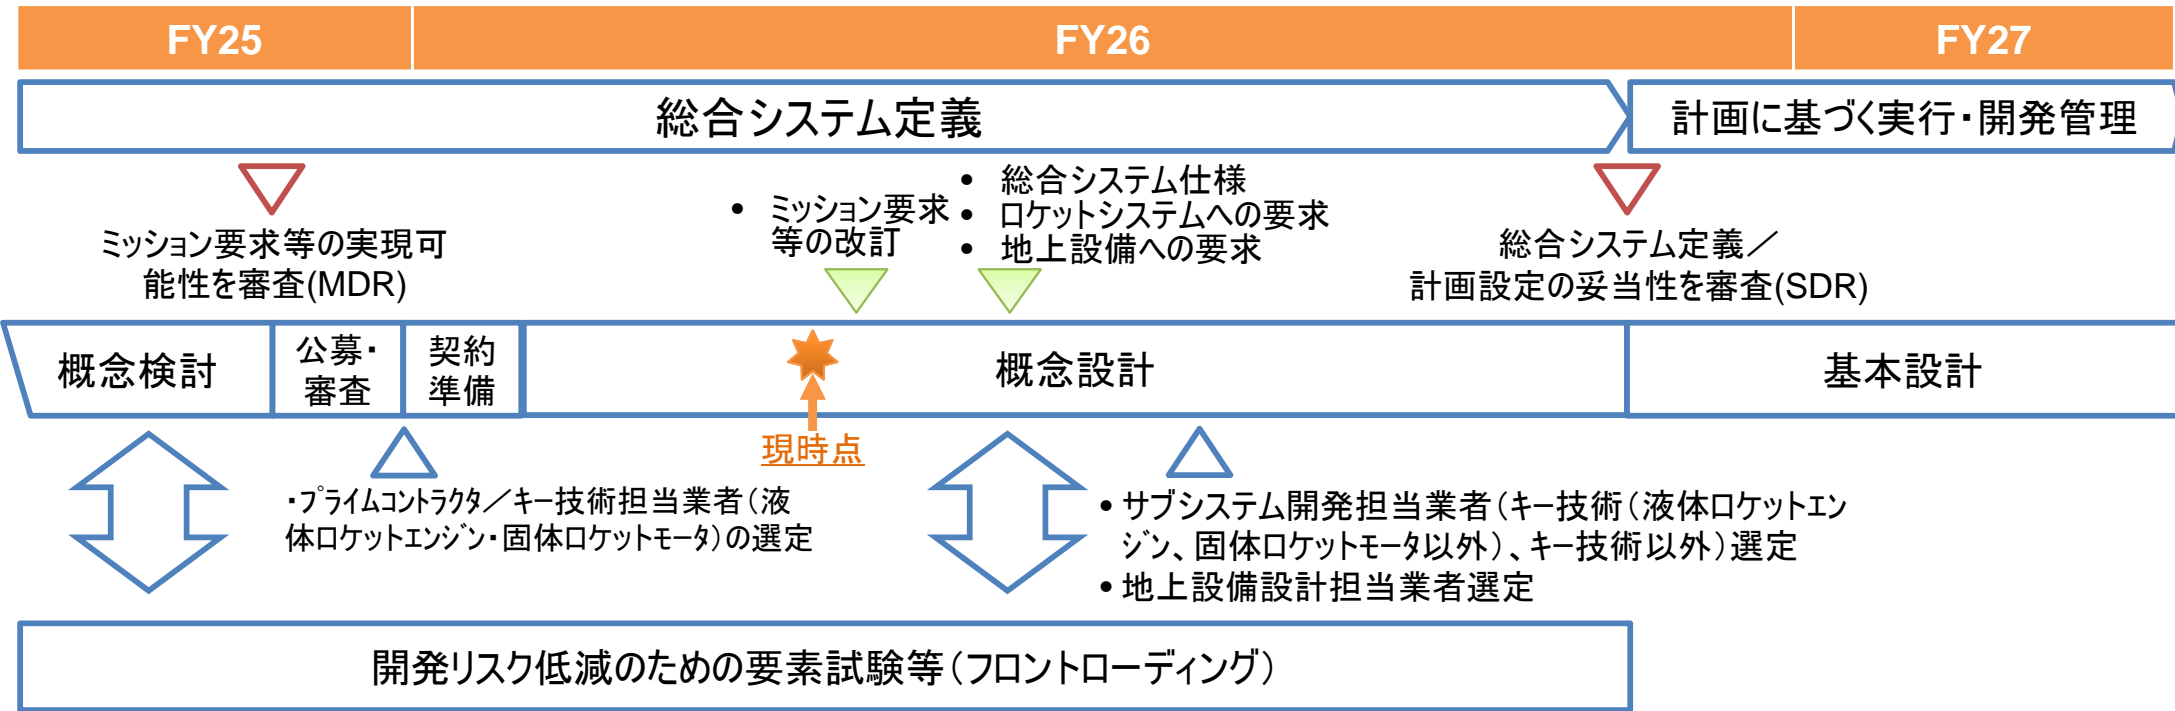 FY25
FY26
FY27
総合システム定義
計画に基づく実行・開発管理
ミッション要求等の実現可
能性を審査(MDR)
• ミッション要求
等の改訂
• 総合システム仕様
• ロケットシステムへの要求
• 地上設備への要求
総合システム定義／
計画設定の妥当性を審査(SDR)
概念検討
公募・
審査
契約
準備
概念設計
基本設計
現時点
・プライムコントラクタ／キー技術担当業者（液
体ロケットエンジン・固体ロケットモータ）の選定
• サブシステム開発担当業者（キー技術（液体ロケットエン
ジン、固体ロケットモータ以外）、キー技術以外）選定
• 地上設備設計担当業者選定
開発リスク低減のための要素試験等（フロントローディング）